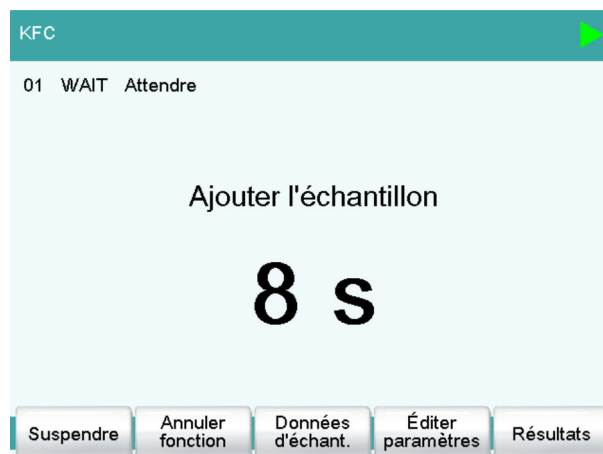 KFC
01 WAIT Attendre
Ajouter l'échantillon
8 s
Suspendre
Annuler
fonction
Données
d'échant.
Éditer
paramètres
Résultats